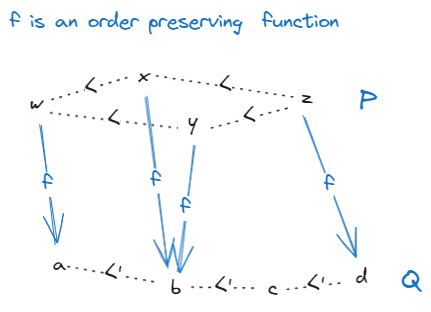 f is an order preserving function
x
< <
w z P
< y <
f f f
f
a <' b <' c <' d Q